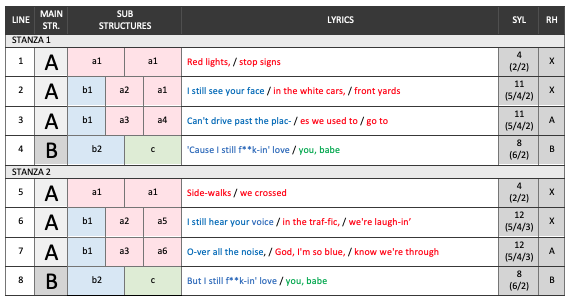 LINE MAIN STR. SUB STRUCTURES LYRICS SYL RH
STANZA 1
1 A a1 a1 Red lights, / stop signs 4 (2/2) X
2 A b1 a2 a1 I still see your face / in the white cars, / front yards 11 (5/4/2) X
3 A b1 a3 a4 Can't drive past the plac- / es we used to / go to 11 (5/4/2) A
4 B b2 c 'Cause I still f**k-in' love / you, babe 8 (6/2) B
STANZA 2
5 A a1 a1 Side-walks / we crossed 4 (2/2) X
6 A b1 a2 a5 I still hear your voice / in the traf-fic, / we're laugh-in' 12 (5/4/3) X
7 A b1 a3 a6 O-ver all the noise, / God, I'm so blue, / know we're through 12 (5/4/3) A
8 B b2 c But I still f**k-in' love / you, babe 8 (6/2) B